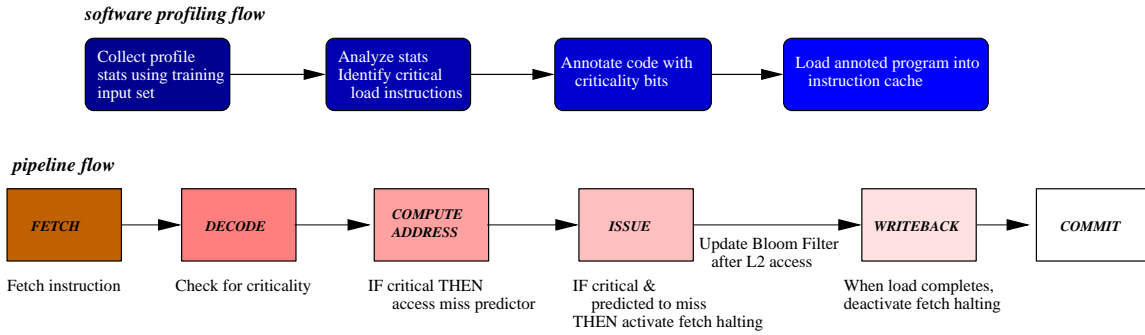 software profiling flow
Collect profile
stats using training
input set
Analyze stats
Identify critical
load instructions
Annotate code with
criticality bits
Load annoted program into
instruction cache
pipeline flow
FETCH
DECODE
COMPUTE
ADDRESS
ISSUE
Update Bloom Filter
after L2 access
WRITEBACK
COMMIT
Fetch instruction
Check for criticality
IF critical THEN
access miss predictor
IF critical &
predicted to miss
THEN activate fetch halting
When load completes,
deactivate fetch halting